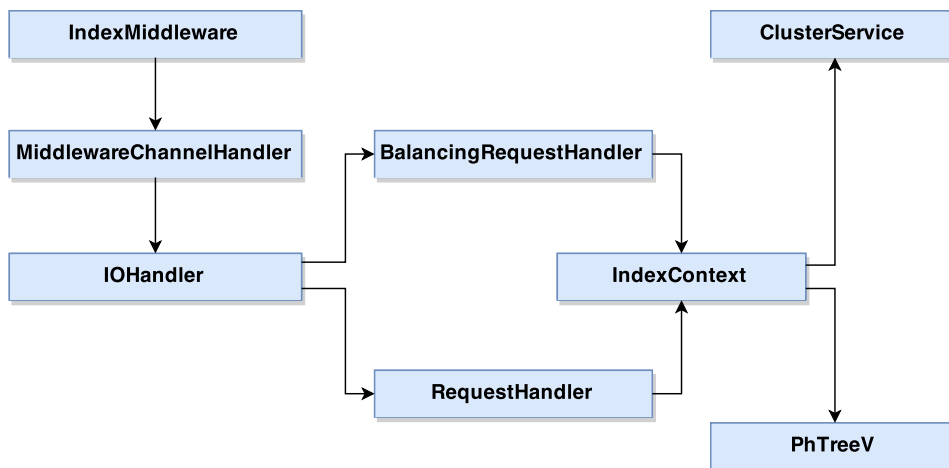 IndexMiddleware
ClusterService
MiddlewareChannelHandler
BalancingRequestHandler
IOHandler
IndexContext
RequestHandler
PhTreeV